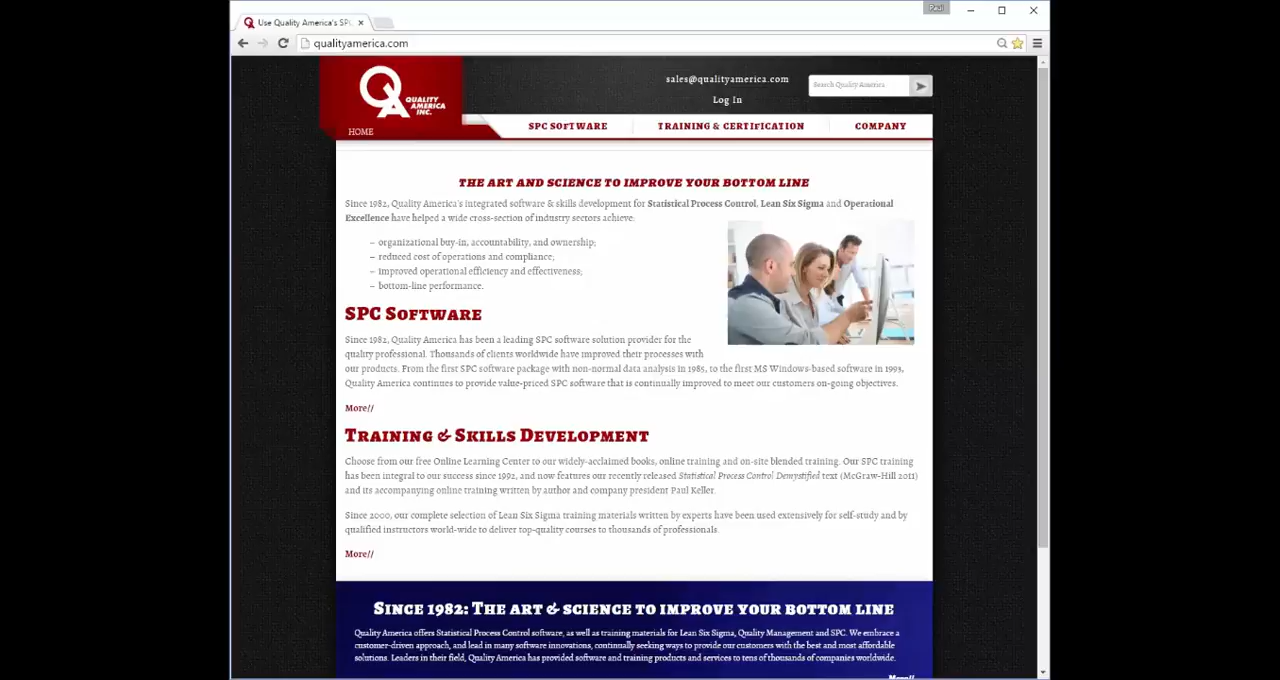 Paul
Use Quality America's SPC
qualityamerica.com
sales@qualityamerica.com
Search Quality America
Log In
QA
QUALITY
AMERICA
INC.
HOME
SPC SOFTWARE
TRAINING & CERTIFICATION
COMPANY
THE ART AND SCIENCE TO IMPROVE YOUR BOTTOM LINE
Since 1982, Quality America's integrated software & skills development for Statistical Process Control, Lean Six Sigma and Operational
Excellence have helped a wide cross-section of industry sectors achieve:
– organizational buy-in, accountability, and ownership;
– reduced cost of operations and compliance;
– improved operational efficiency and effectiveness;
– bottom-line performance.
SPC Software
Since 1982, Quality America has been a leading SPC software solution provider for the
quality professional. Thousands of clients worldwide have improved their processes with
our products. From the first SPC software package with non-normal data analysis in 1985, to the first MS Windows-based software in 1993,
Quality America continues to provide value-priced SPC software that is continually improved to meet our customers on-going objectives.
More//
Training & Skills Development
Choose from our free Online Learning Center to our widely-acclaimed books, online training and on-site blended training. Our SPC training
has been integral to our success since 1992, and now features our recently released Statistical Process Control Demystified text (McGraw-Hill 2011)
and its accompanying online training written by author and company president Paul Keller.
Since 2000, our complete selection of Lean Six Sigma training materials written by experts have been used extensively for self-study and by
qualified instructors world-wide to deliver top-quality courses to thousands of professionals.
More//
Since 1982: The art & science to improve your bottom line
Quality America offers Statistical Process Control software, as well as training materials for Lean Six Sigma, Quality Management and SPC. We embrace a
customer-driven approach, and lead in many software innovations, continually seeking ways to provide our customers with the best and most affordable
solutions. Leaders in their field, Quality America has provided software and training products and services to tens of thousands of companies worldwide.
More//